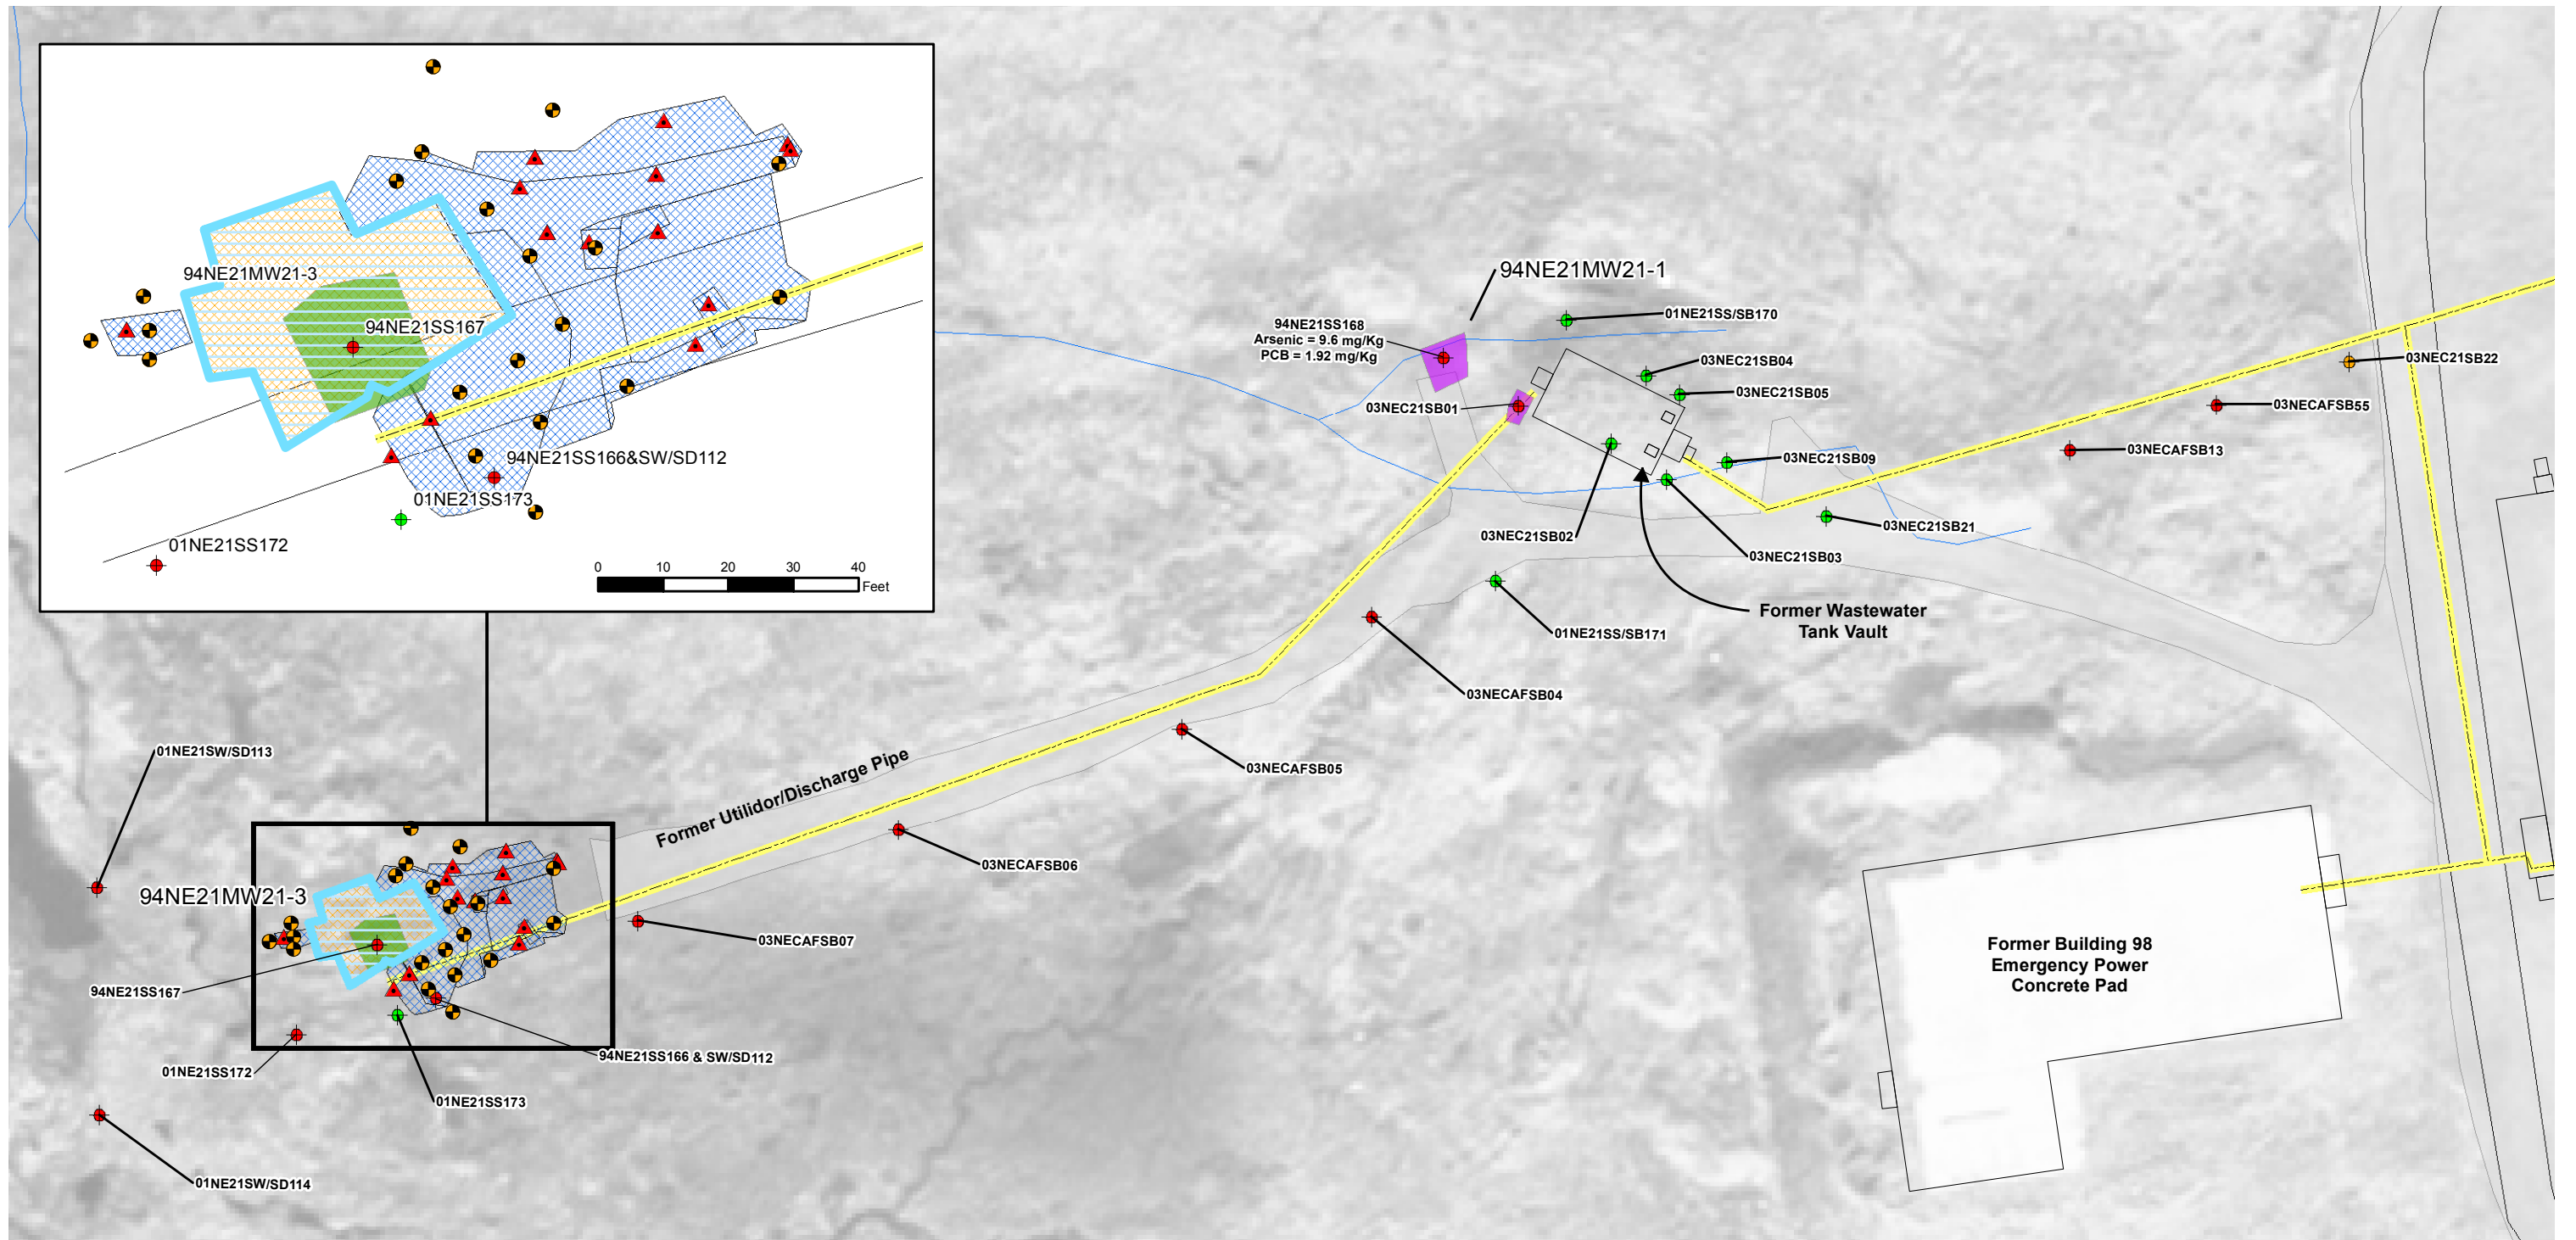 94NE21MW21-3
94NE21SS167
94NE21SS166&SW/SD112
01NE21SS173
01NE21SS172
0 10 20 30 40
Feet
94NE21MW21-1
94NE21SS168
Arsenic = 9.6 mg/Kg
PCB = 1.92 mg/Kg
01NE21SS/SB170
03NEC21SB04
03NEC21SB05
03NEC21SB01
03NEC21SB22
03NECAFSB55
03NECAFSB13
03NEC21SB09
03NEC21SB21
03NEC21SB02
03NEC21SB03
Former Wastewater
Tank Vault
01NE21SS/SB171
03NECAFSB04
03NECAFSB05
Former Utilidor/Discharge Pipe
03NECAFSB06
03NECAFSB07
01NE21SW/SD113
94NE21MW21-3
94NE21SS167
01NE21SS172
94NE21SS166 & SW/SD112
01NE21SS173
01NE21SW/SD114
Former Building 98
Emergency Power
Concrete Pad